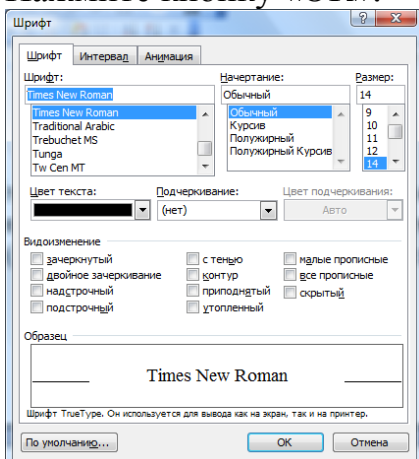 Нажмите кнопку «ОК».
Шрифт
Шрифт Интервал Анимация
Шрифт: Начертание: Размер:
Times New Roman Обычный 14
Times New Roman Обычный 9
Traditional Arabic Курсив 10
Trebuchet MS Полужирный 11
Tunga Полужирный Курсив 12
Tw Cen MT 14
Цвет текста: Подчеркивание: Цвет подчеркивания:
(нет) Авто
Видоизменение
зачеркнутый с тенью малые прописные
двойное зачеркивание контур все прописные
надстрочный приподнятый скрытый
подстрочный утопленный
Образец
Times New Roman
Шрифт TrueType. Он используется для вывода как на экран, так и на принтер.
По умолчанию... ОК Отмена